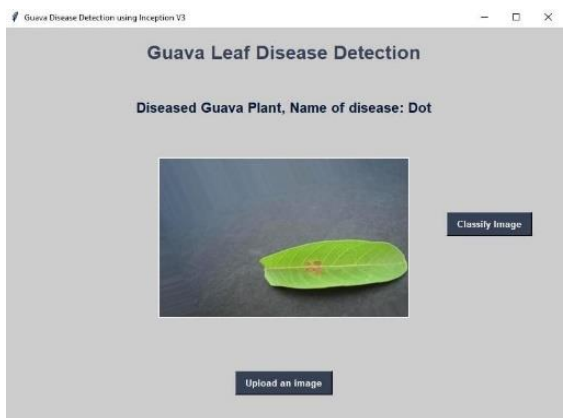 Guava Disease Detection using Inception V3
Guava Leaf Disease Detection
Diseased Guava Plant, Name of disease: Dot
Classify Image
Upload an image